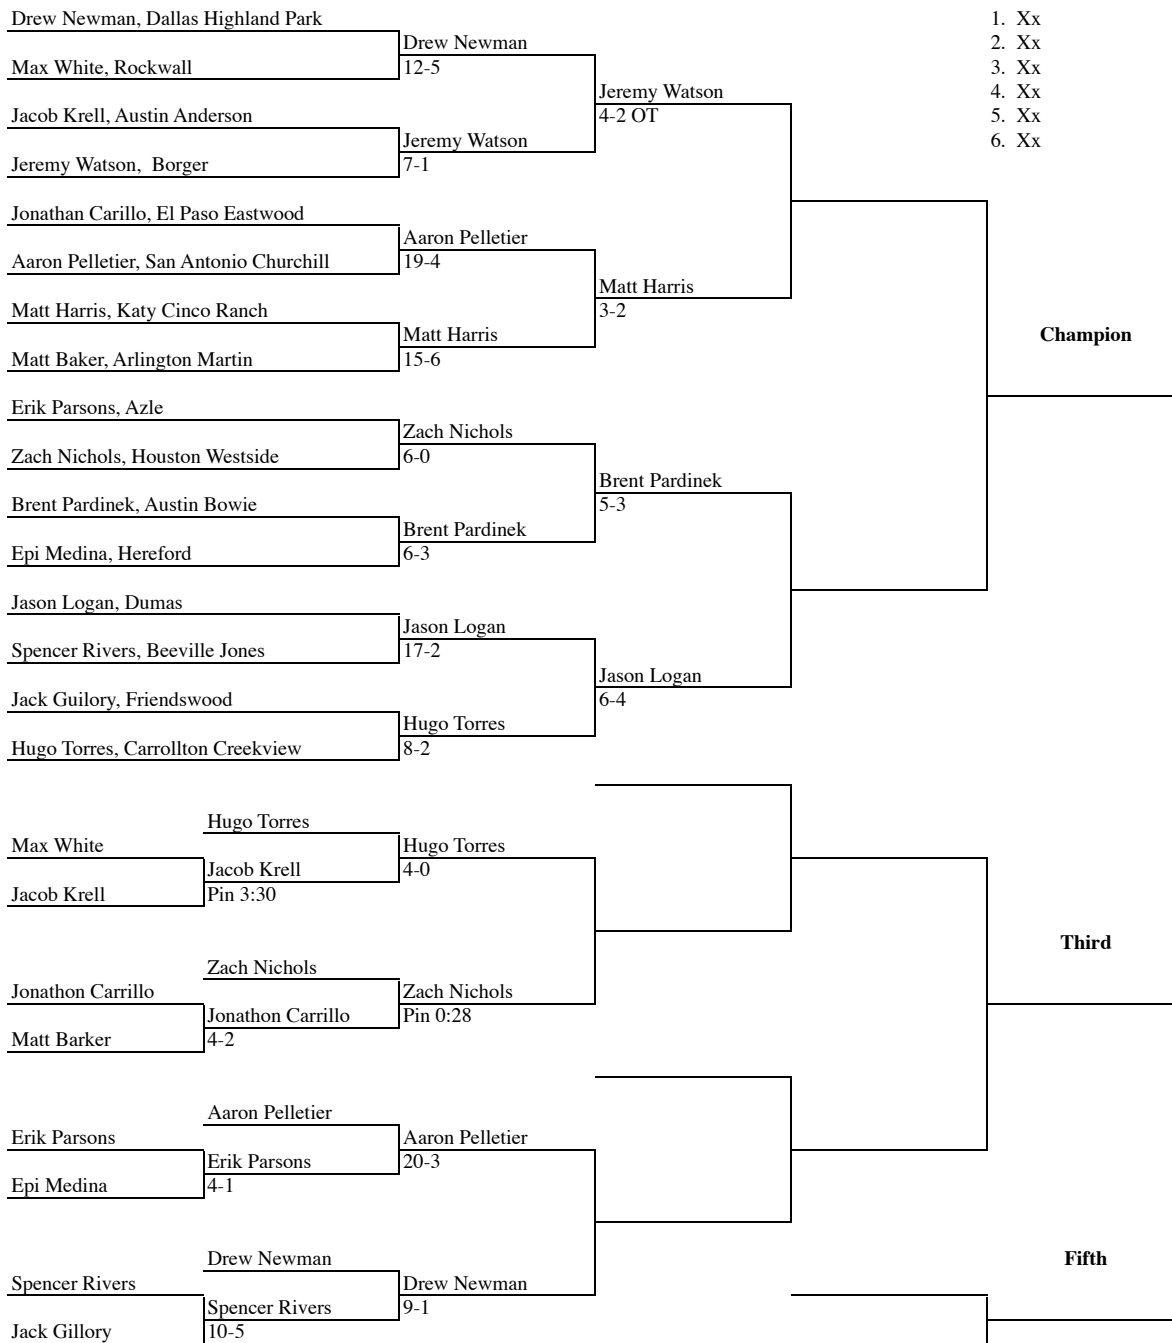 Drew Newman, Dallas Highland Park
1. Xx
Drew Newman
2. Xx
Max White, Rockwall
12-5
3. Xx
Jeremy Watson
4. Xx
Jacob Krell, Austin Anderson
4-2 OT
5. Xx
Jeremy Watson
6. Xx
Jeremy Watson,  Borger
7-1
Jonathan Carillo, El Paso Eastwood
Aaron Pelletier
Aaron Pelletier, San Antonio Churchill
19-4
Matt Harris
Matt Harris, Katy Cinco Ranch
3-2
Matt Harris
Champion
Matt Baker, Arlington Martin
15-6
Erik Parsons, Azle
Zach Nichols
Zach Nichols, Houston Westside
6-0
Brent Pardinek
Brent Pardinek, Austin Bowie
5-3
Brent Pardinek
Epi Medina, Hereford
6-3
Jason Logan, Dumas
Jason Logan
Spencer Rivers, Beeville Jones
17-2
Jason Logan
Jack Guilory, Friendswood
6-4
Hugo Torres
Hugo Torres, Carrollton Creekview
8-2
Hugo Torres
Max White
Hugo Torres
Jacob Krell
4-0
Jacob Krell
Pin 3:30
Third
Zach Nichols
Jonathon Carrillo
Zach Nichols
Jonathon Carrillo
Pin 0:28
Matt Barker
4-2
Aaron Pelletier
Erik Parsons
Aaron Pelletier
Erik Parsons
20-3
Epi Medina
4-1
Drew Newman
Fifth
Spencer Rivers
Drew Newman
Spencer Rivers
9-1
Jack Gillory
10-5